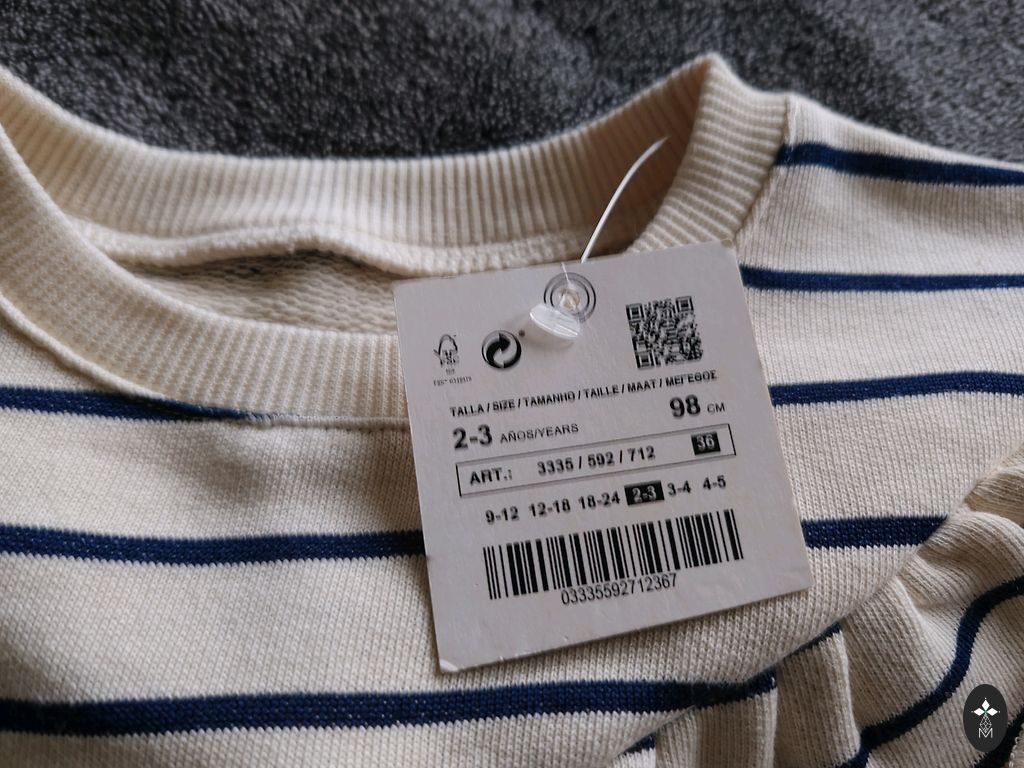 FSC
TALLA / SIZE / TAMANHO / TAILLE / MAAT / ΜΕΓΕΘΟΣ
2-3 AÑOS/YEARS 98 CM
ART.: 3335 / 592 / 712 36
9-12 12-18 18-24 2-3 3-4 4-5
03335592712367
M